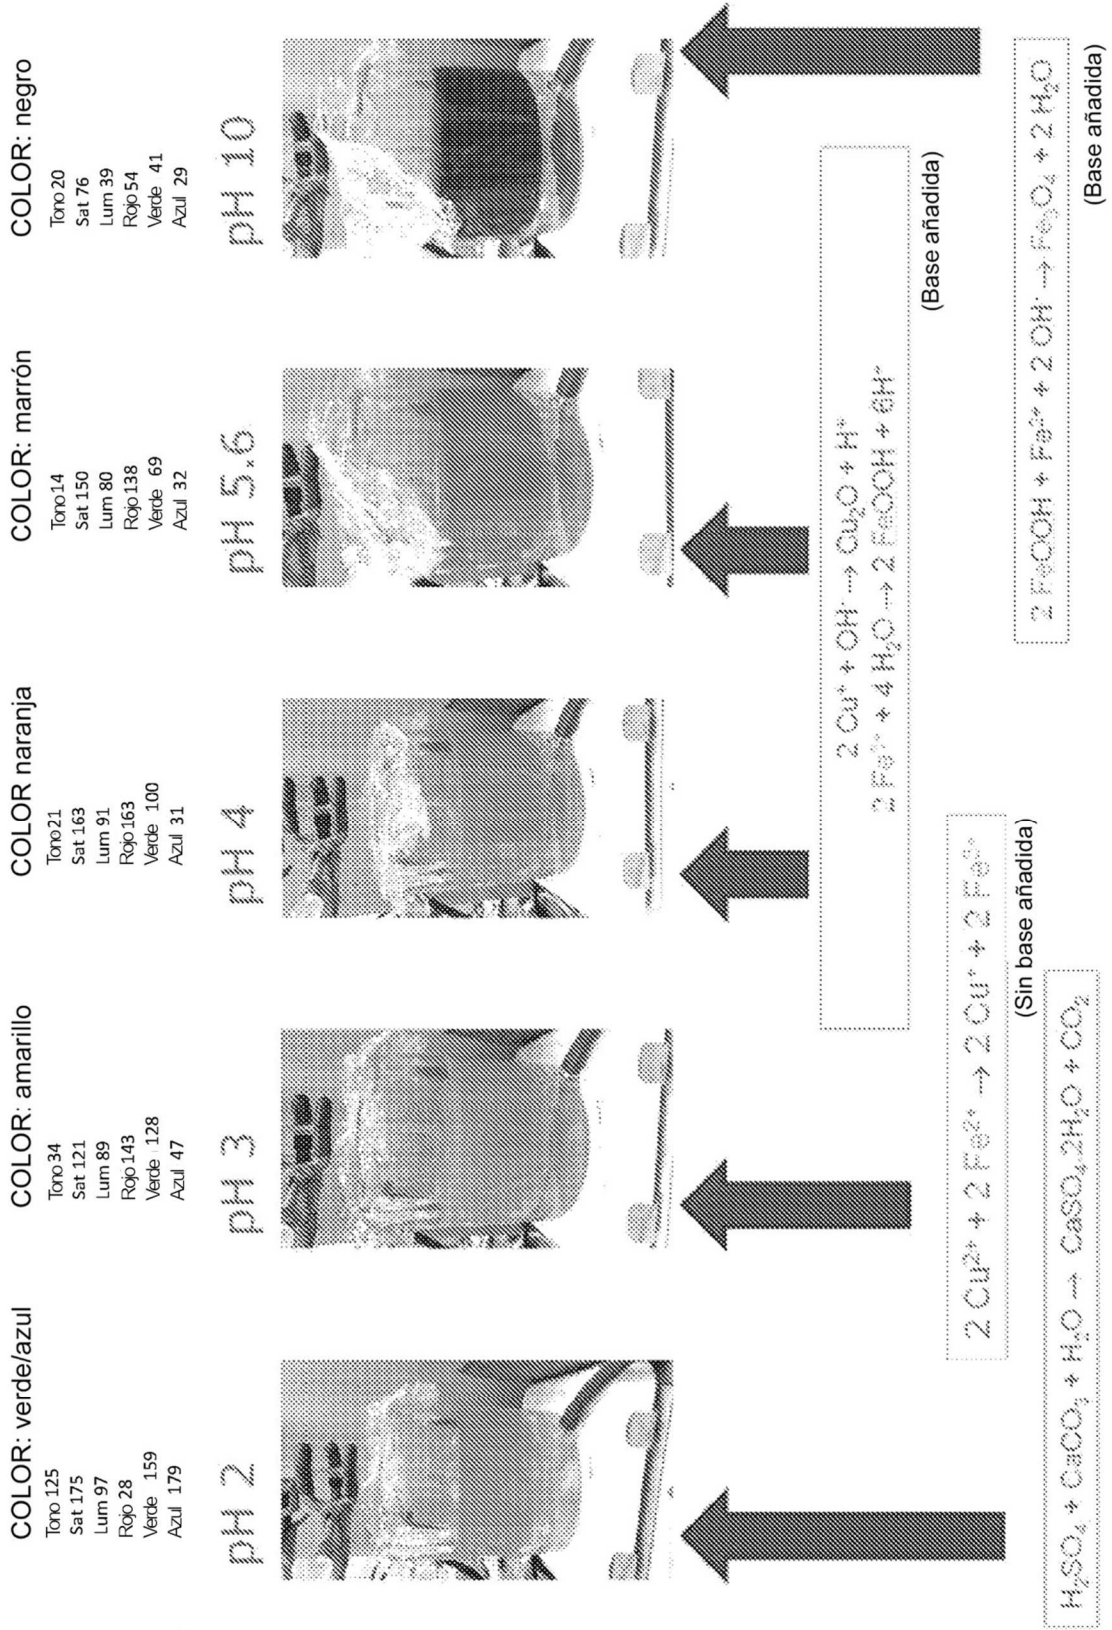 COLOR: verde/azul
Tono 125
Sat 175
Lum 97
Rojo 28
Verde 159
Azul 179
pH 2
COLOR: amarillo
Tono 34
Sat 121
Lum 89
Rojo 143
Verde 128
Azul 47
pH 3
COLOR naranja
Tono 21
Sat 163
Lum 91
Rojo 163
Verde 100
Azul 31
pH 4
COLOR: marrón
Tono 14
Sat 150
Lum 80
Rojo 138
Verde 69
Azul 32
pH 5.6
COLOR: negro
Tono 20
Sat 76
Lum 39
Rojo 54
Verde 41
Azul 29
pH 10
H₂SO₄ + CaCO₃ + H₂O → CaSO₄.2H₂O + CO₂
2 Cu²⁺ + 2 Fe²⁺ → 2 Cu⁺ + 2 Fe³⁺
(Sin base añadida)
2 Cu⁺ + OH⁻ → Cu₂O + H⁺
2 Fe³⁺ + 4 H₂O → 2 FeOOH + 6H⁺
(Base añadida)
2 FeOOH + Fe²⁺ + 2 OH⁻ → Fe₃O₄ + 2 H₂O
(Base añadida)